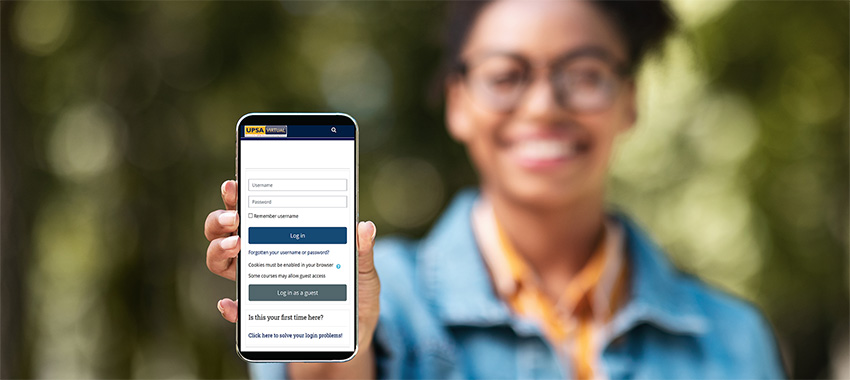 UPSA VIRTUAL
Username
Password
Remember username
Log in
Forgotten your username or password?
Cookies must be enabled in your browser
Some courses may allow guest access
Log in as a guest
Is this your first time here?
Click here to solve your login problems!